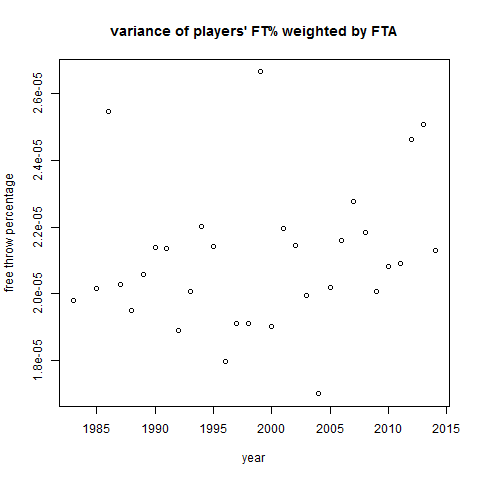 variance of players' FT% weighted by FTA
free throw percentage
2.6e-05
2.4e-05
2.2e-05
2.0e-05
1.8e-05
1985 1990 1995 2000 2005 2010 2015
year